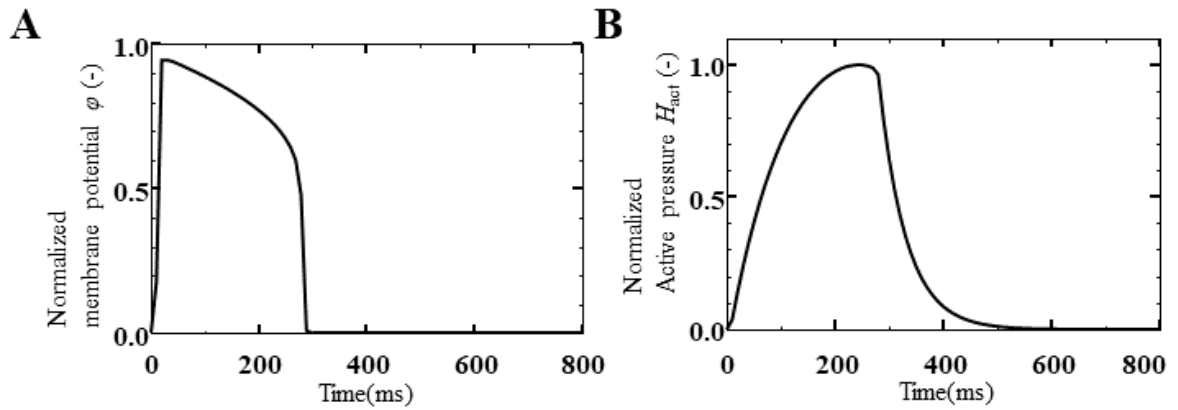 A
Normalized
membrane potential φ (-)
1.0
0.5
0.0
0 200 400 600 800
Time(ms)
B
Normalized
Active pressure Hact (-)
1.0
0.5
0.0
0 200 400 600 800
Time(ms)